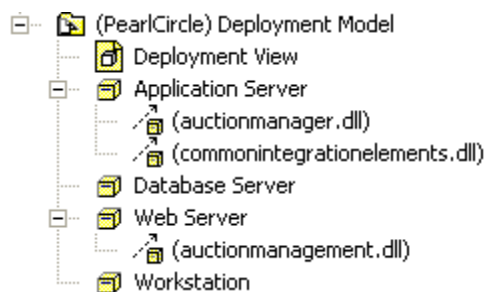 (PearlCircle) Deployment Model
Deployment View
Application Server
(auctionmanager.dll)
(commonintegrationelements.dll)
Database Server
Web Server
(auctionmanagement.dll)
Workstation